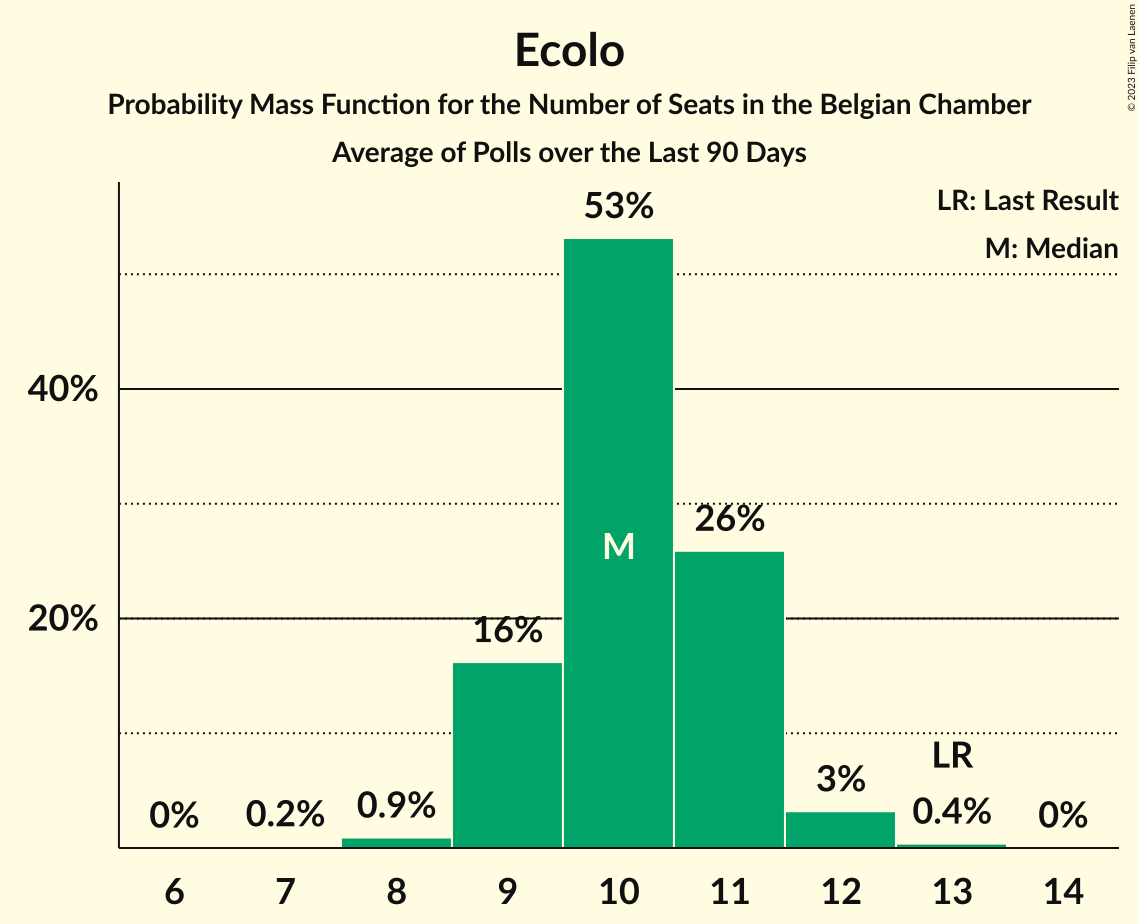 Ecolo
Probability Mass Function for the Number of Seats in the Belgian Chamber
Average of Polls over the Last 90 Days
© 2023 Filip van Laenen
LR: Last Result
M: Median
53%
40%
26%
M
20%
16%
LR
3%
0.9%
0.4%
0.2%
0%
0%
6 7 8 9 10 11 12 13 14